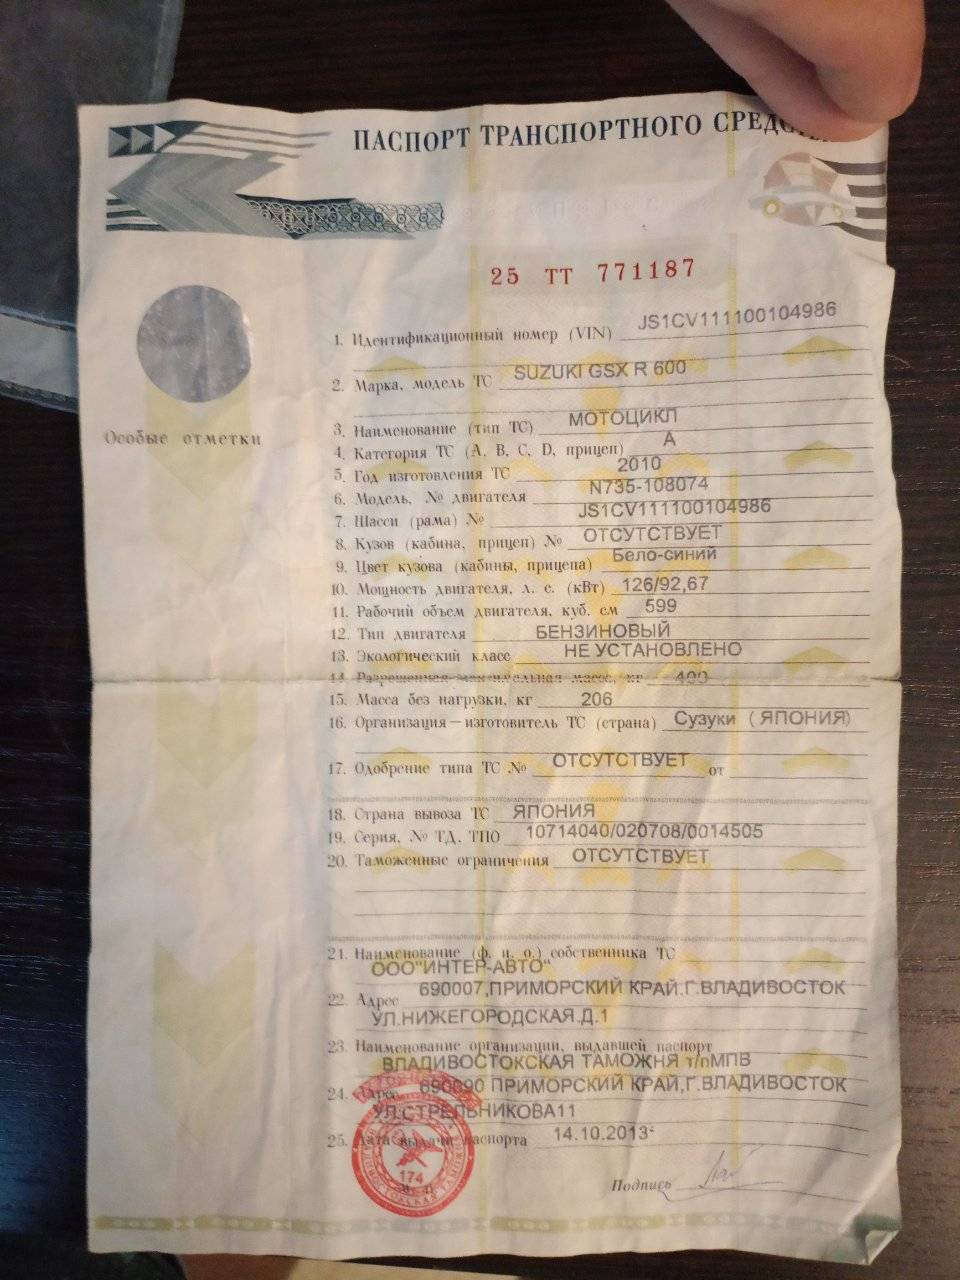 ПАСПОРТ ТРАНСПОРТНОГО
25 ТТ 771187
Особые отметки
1. Идентификационный номер (VIN) JS1CV111100104986
2. Марка, модель ТС SUZUKI GSX R 600
3. Наименование (тип ТС) МОТОЦИКЛ
4. Категория ТС (A, B, C, D, прицеп) A
5. Год изготовления ТС 2010
6. Модель, № двигателя N735-108074
7. Шасси (рама) № JS1CV111100104986
8. Кузов (кабина, прицеп) № ОТСУТСТВУЕТ
9. Цвет кузова (кабины, прицепа) Бело-синий
10. Мощность двигателя, л. с. (кВт) 126/92,67
11. Рабочий объем двигателя, куб. см 599
12. Тип двигателя БЕНЗИНОВЫЙ
13. Экологический класс НЕ УСТАНОВЛЕНО
14. Разрешенная максимальная масса, кг 400
15. Масса без нагрузки, кг 206
16. Организация—изготовитель ТС (страна) Сузуки (ЯПОНИЯ)
17. Одобрение типа ТС № ОТСУТСТВУЕТ от
18. Страна вывоза ТС ЯПОНИЯ
19. Серия, № ТД, ТПО 10714040/020708/0014505
20. Таможенные ограничения ОТСУТСТВУЕТ
21. Наименование (ф. и. о.) собственника ТС
ООО"ИНТЕР-АВТО"
22. Адрес 690007,ПРИМОРСКИЙ КРАЙ.Г.ВЛАДИВОСТОК
УЛ.НИЖЕГОРОДСКАЯ.Д.1
23. Наименование организации, выдавшей паспорт
ВЛАДИВОСТОКСКАЯ ТАМОЖНЯ т/пМПВ
24. Адрес 690090 ПРИМОРСКИЙ КРАЙ,Г.ВЛАДИВОСТОК
УЛ.СТРЕЛЬНИКОВА11
25. Дата выдачи паспорта 14.10.2013
174
Подпись